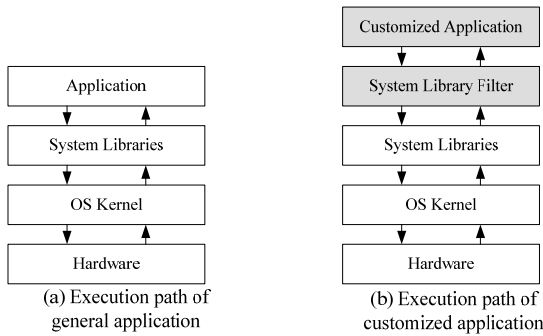 Application
System Libraries
OS Kernel
Hardware
(a) Execution path of
general application
Customized Application
System Library Filter
System Libraries
OS Kernel
Hardware
(b) Execution path of
customized application